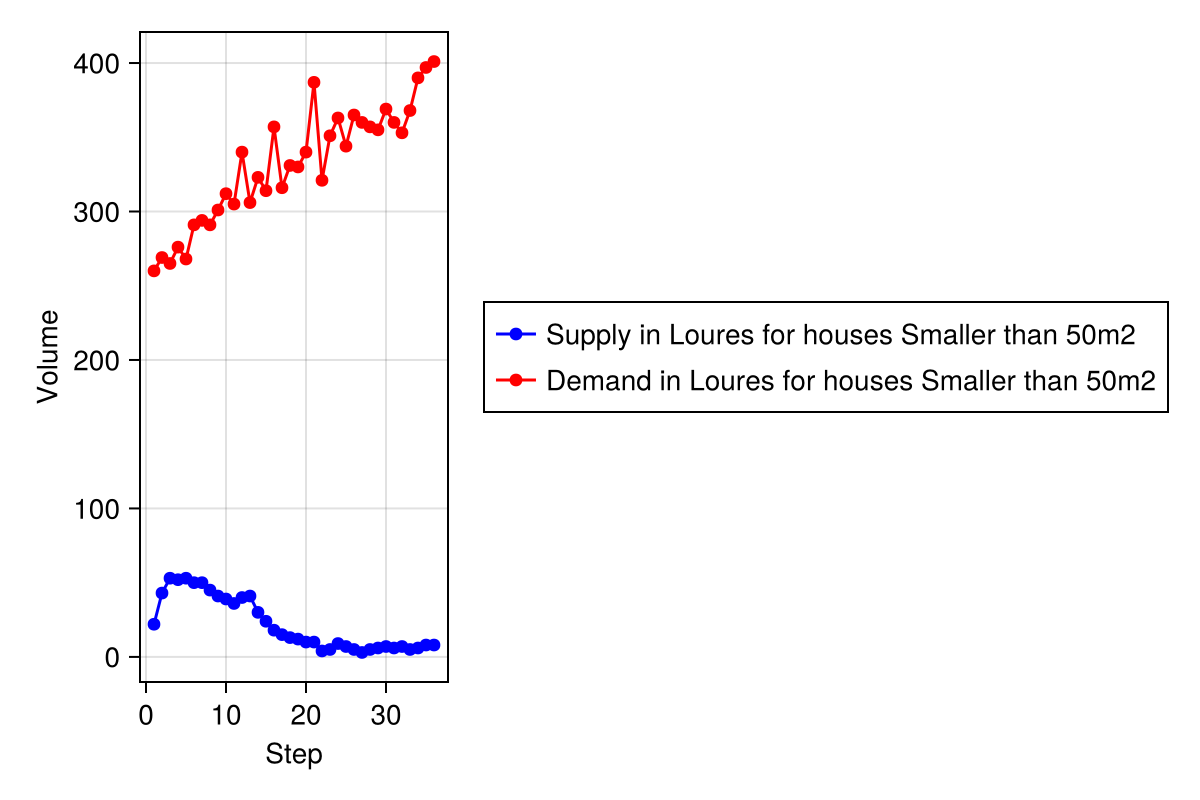 400
300
200
100
0
Volume
0 10 20 30
Step
Supply in Loures for houses Smaller than 50m2
Demand in Loures for houses Smaller than 50m2